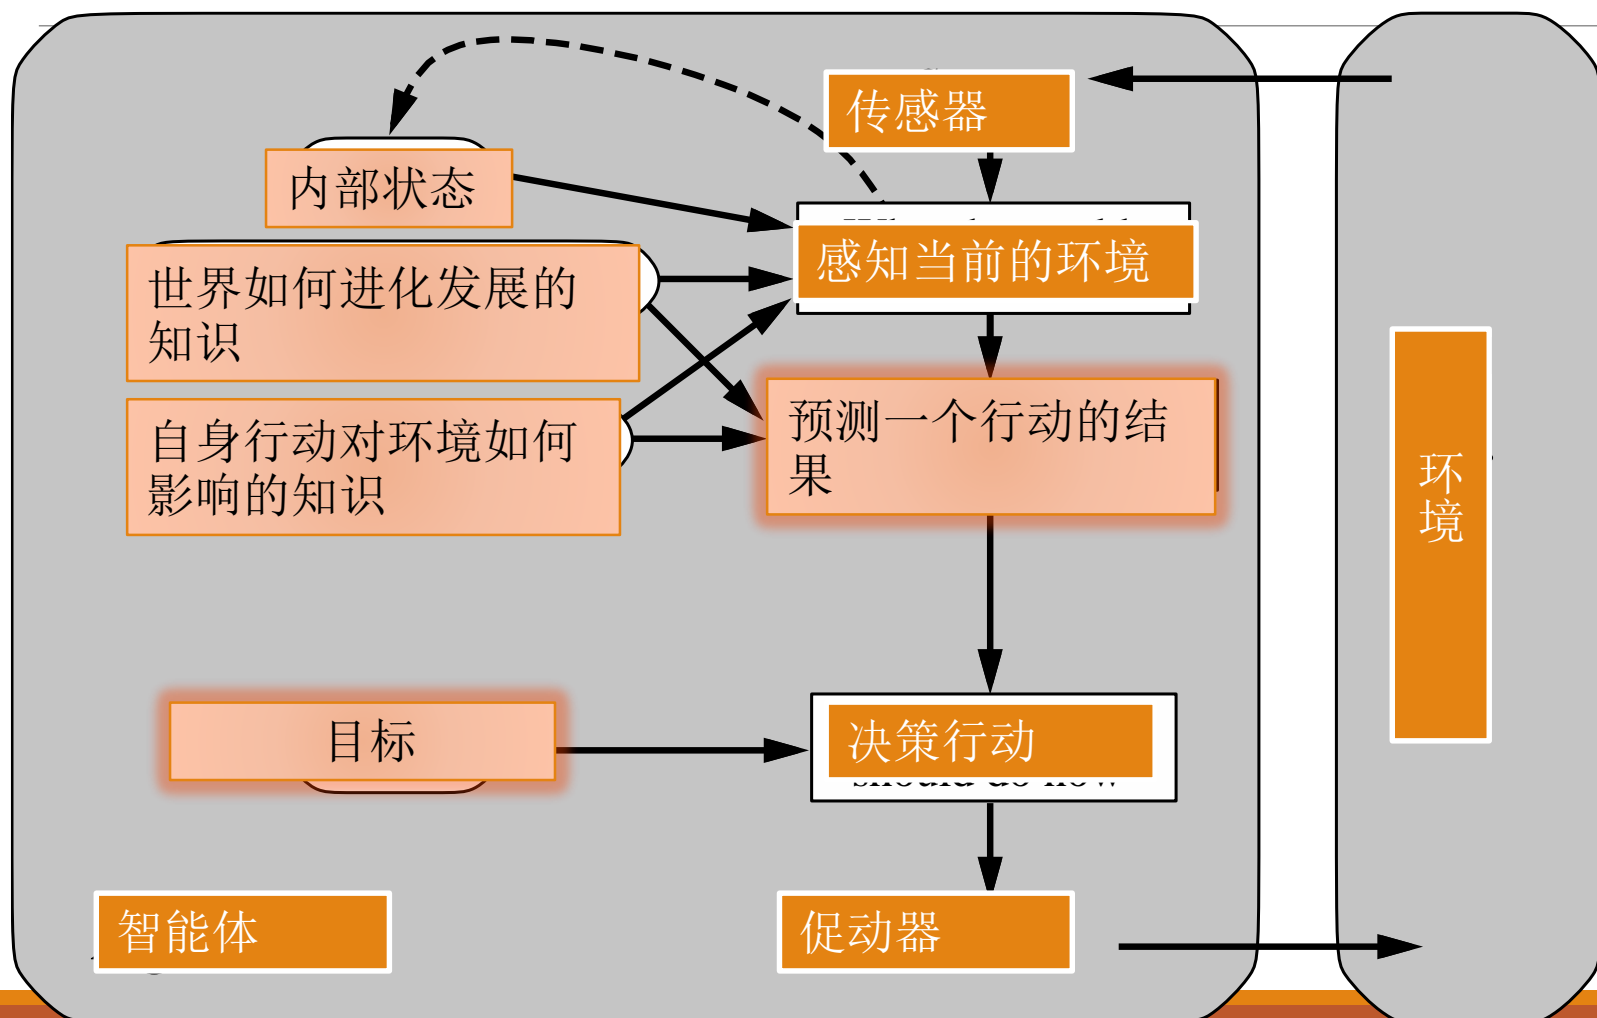 传感器
内部状态
感知当前的环境
世界如何进化发展的
知识
自身行动对环境如何
影响的知识
预测一个行动的结
果
环
境
目标
决策行动
should do now
智能体
促动器